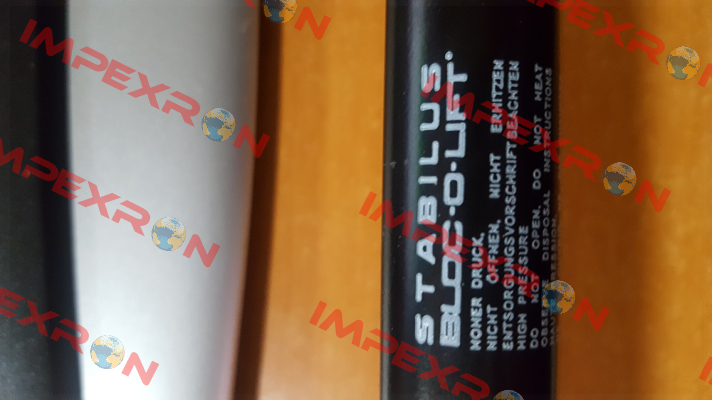 STABILUS
BLOC-O-LIFT®
HOHER DRUCK,
NICHT ÖFFNEN, NICHT ERHITZEN
ENTSORGUNGSVORSCHRIFT BEACHTEN
HIGH PRESSURE
DO NOT OPEN, DO NOT HEAT
OBSERVE DISPOSAL INSTRUCTIONS
IMPEXRON
IMPEXRON
IMPEXRON
IMPEXRON
IMPEXRON
IMPEXRON
IMPEXRON